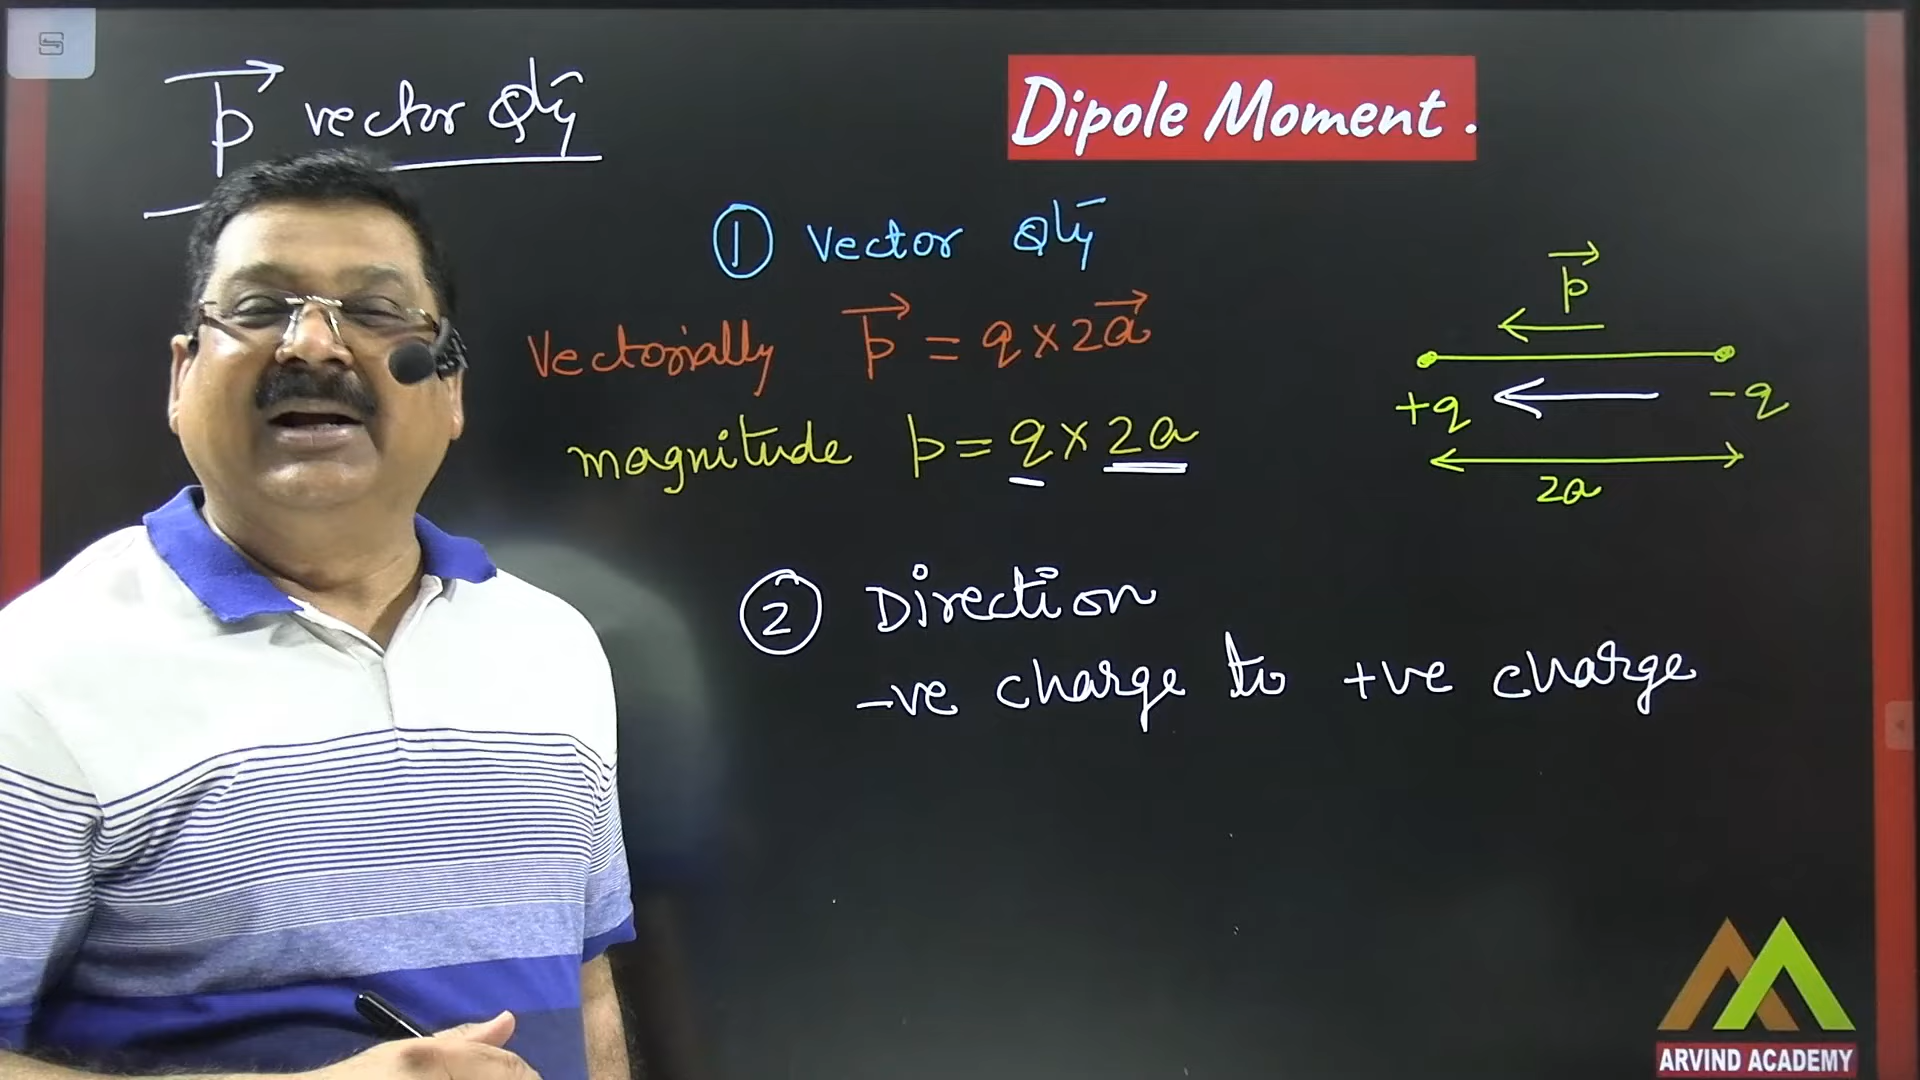 p⃗ vector Qty
Dipole Moment.
① Vector Qty
Vectorially p⃗ = q × 2a⃗
magnitude p = q × 2a
p⃗
+q -q
2a
② Direction
-ve charge to +ve charge
ARVIND ACADEMY